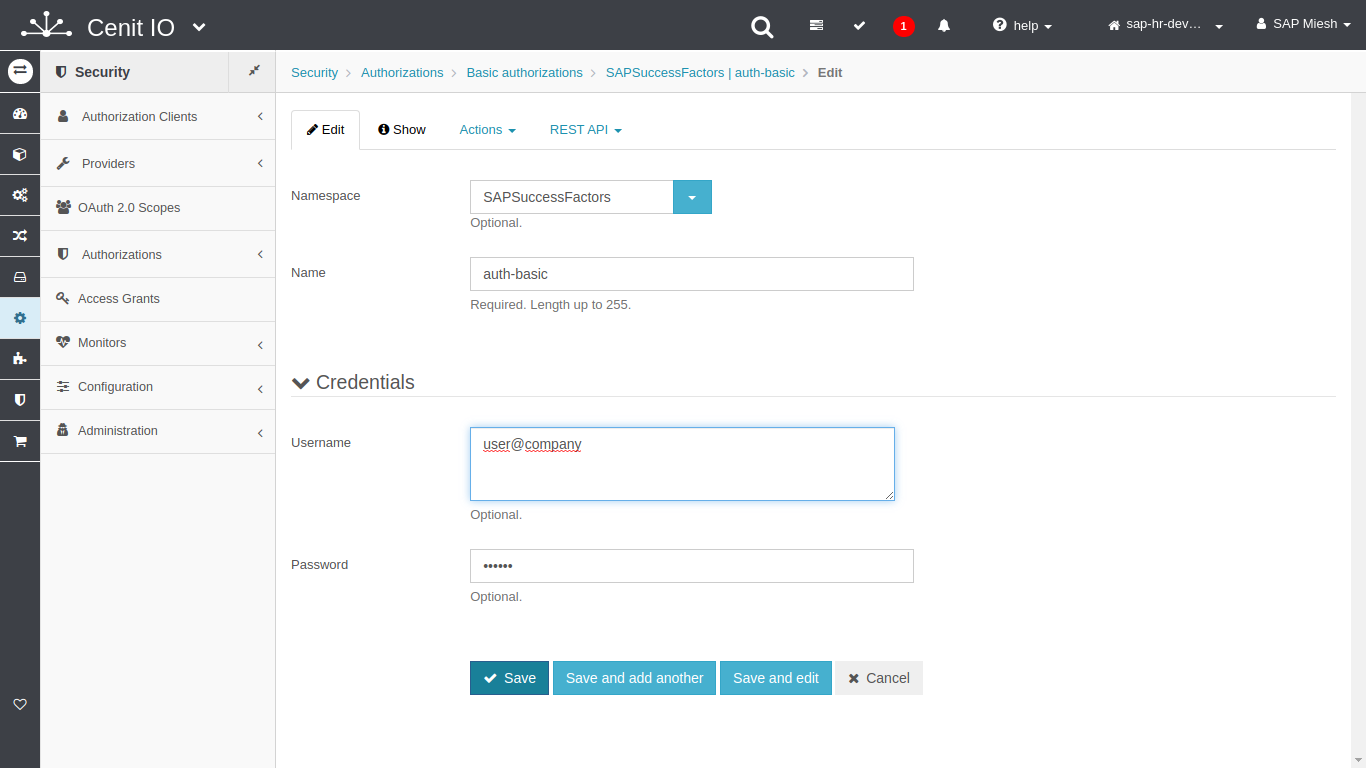 Cenit IO
1
help
sap-hr-dev…
SAP Miesh
Security
Security
Authorizations
Basic authorizations
SAPSuccessFactors | auth-basic
Edit
Authorization Clients
Providers
OAuth 2.0 Scopes
Authorizations
Access Grants
Monitors
Configuration
Administration
Edit
Show
Actions
REST API
Namespace
SAPSuccessFactors
Optional.
Name
auth-basic
Required. Length up to 255.
Credentials
Username
user@company
Optional.
Password
••••••
Optional.
Save
Save and add another
Save and edit
Cancel